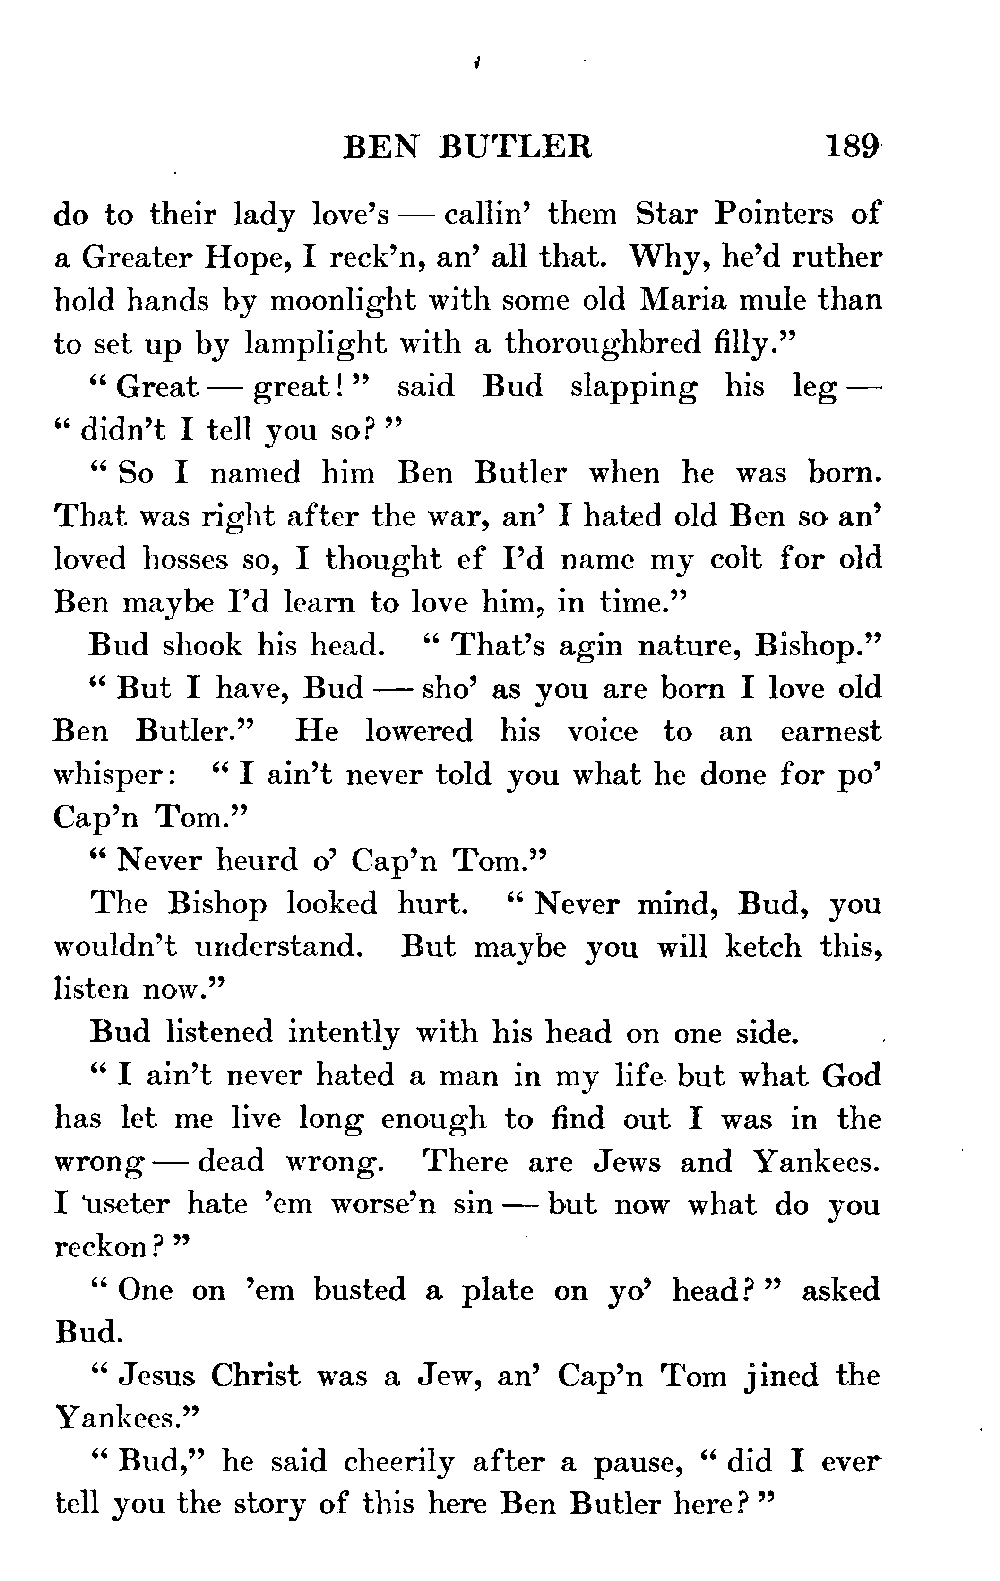 BEN BUTLER 189
do to their lady love's — callin' them Star Pointers of
a Greater Hope, I reck'n, an' all that. Why, he'd ruther
hold hands by moonlight with some old Maria mule than
to set up by lamplight with a thoroughbred filly."
" Great — great! " said Bud slapping his leg —
" didn't I tell you so? "
" So I named him Ben Butler when he was born.
That was right after the war, an' I hated old Ben so an'
loved hosses so, I thought ef I'd name my colt for old
Ben maybe I'd learn to love him, in time."
Bud shook his head. " That's agin nature, Bishop."
" But I have, Bud — sho' as you are born I love old
Ben Butler." He lowered his voice to an earnest
whisper: " I ain't never told you what he done for po'
Cap'n Tom."
" Never heurd o' Cap'n Tom."
The Bishop looked hurt. " Never mind, Bud, you
wouldn't understand. But maybe you will ketch this,
listen now."
Bud listened intently with his head on one side.
" I ain't never hated a man in my life but what God
has let me live long enough to find out I was in the
wrong — dead wrong. There are Jews and Yankees.
I useter hate 'em worse'n sin — but now what do you
reckon? "
" One on 'em busted a plate on yo' head? " asked
Bud.
" Jesus Christ was a Jew, an' Cap'n Tom jined the
Yankees."
" Bud," he said cheerily after a pause, " did I ever
tell you the story of this here Ben Butler here? "